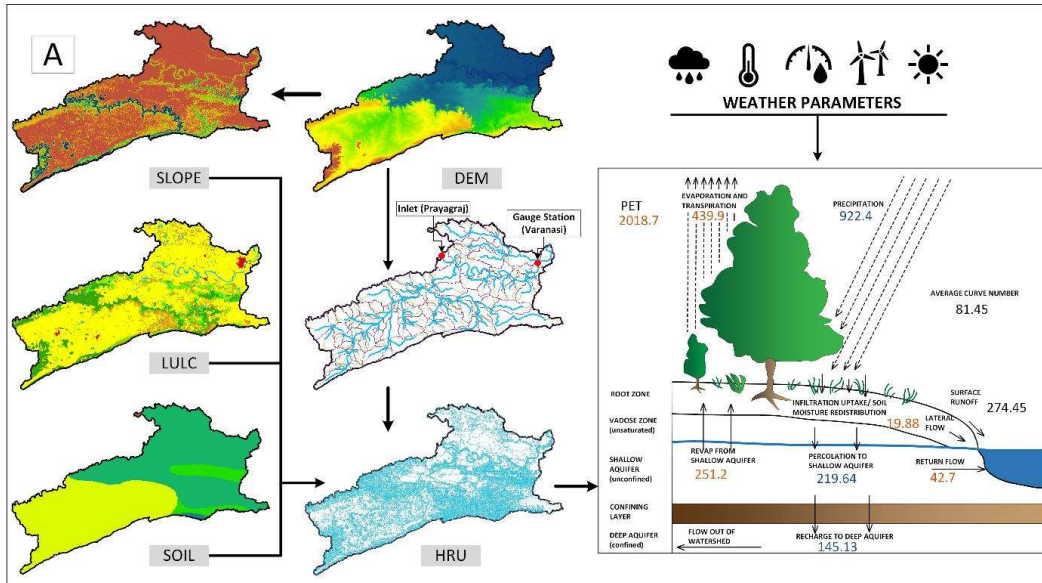 A
SLOPE
DEM
LULC
SOIL
Inlet (Prayagraj)
Gauge Station
(Varanasi)
HRU
WEATHER PARAMETERS
PET
2018.7
EVAPORATION AND
TRANSPIRATION
439.9
PRECIPITATION
922.4
AVERAGE CURVE NUMBER
81.45
ROOT ZONE
INFILTRATION UPTAKE/ SOIL
MOISTURE REDISTRIBUTION
SURFACE
RUNOFF
274.45
VADOSE ZONE
(unsaturated)
19.88
LATERAL
FLOW
SHALLOW
AQUIFER
(unconfined)
REVAP FROM
SHALLOW AQUIFER
251.2
PERCOLATION TO
SHALLOW AQUIFER
219.64
RETURN FLOW
42.7
CONFINING
LAYER
DEEP AQUIFER
(confined)
FLOW OUT OF
WATERSHED
RECHARGE TO DEEP AQUIFER
145.13